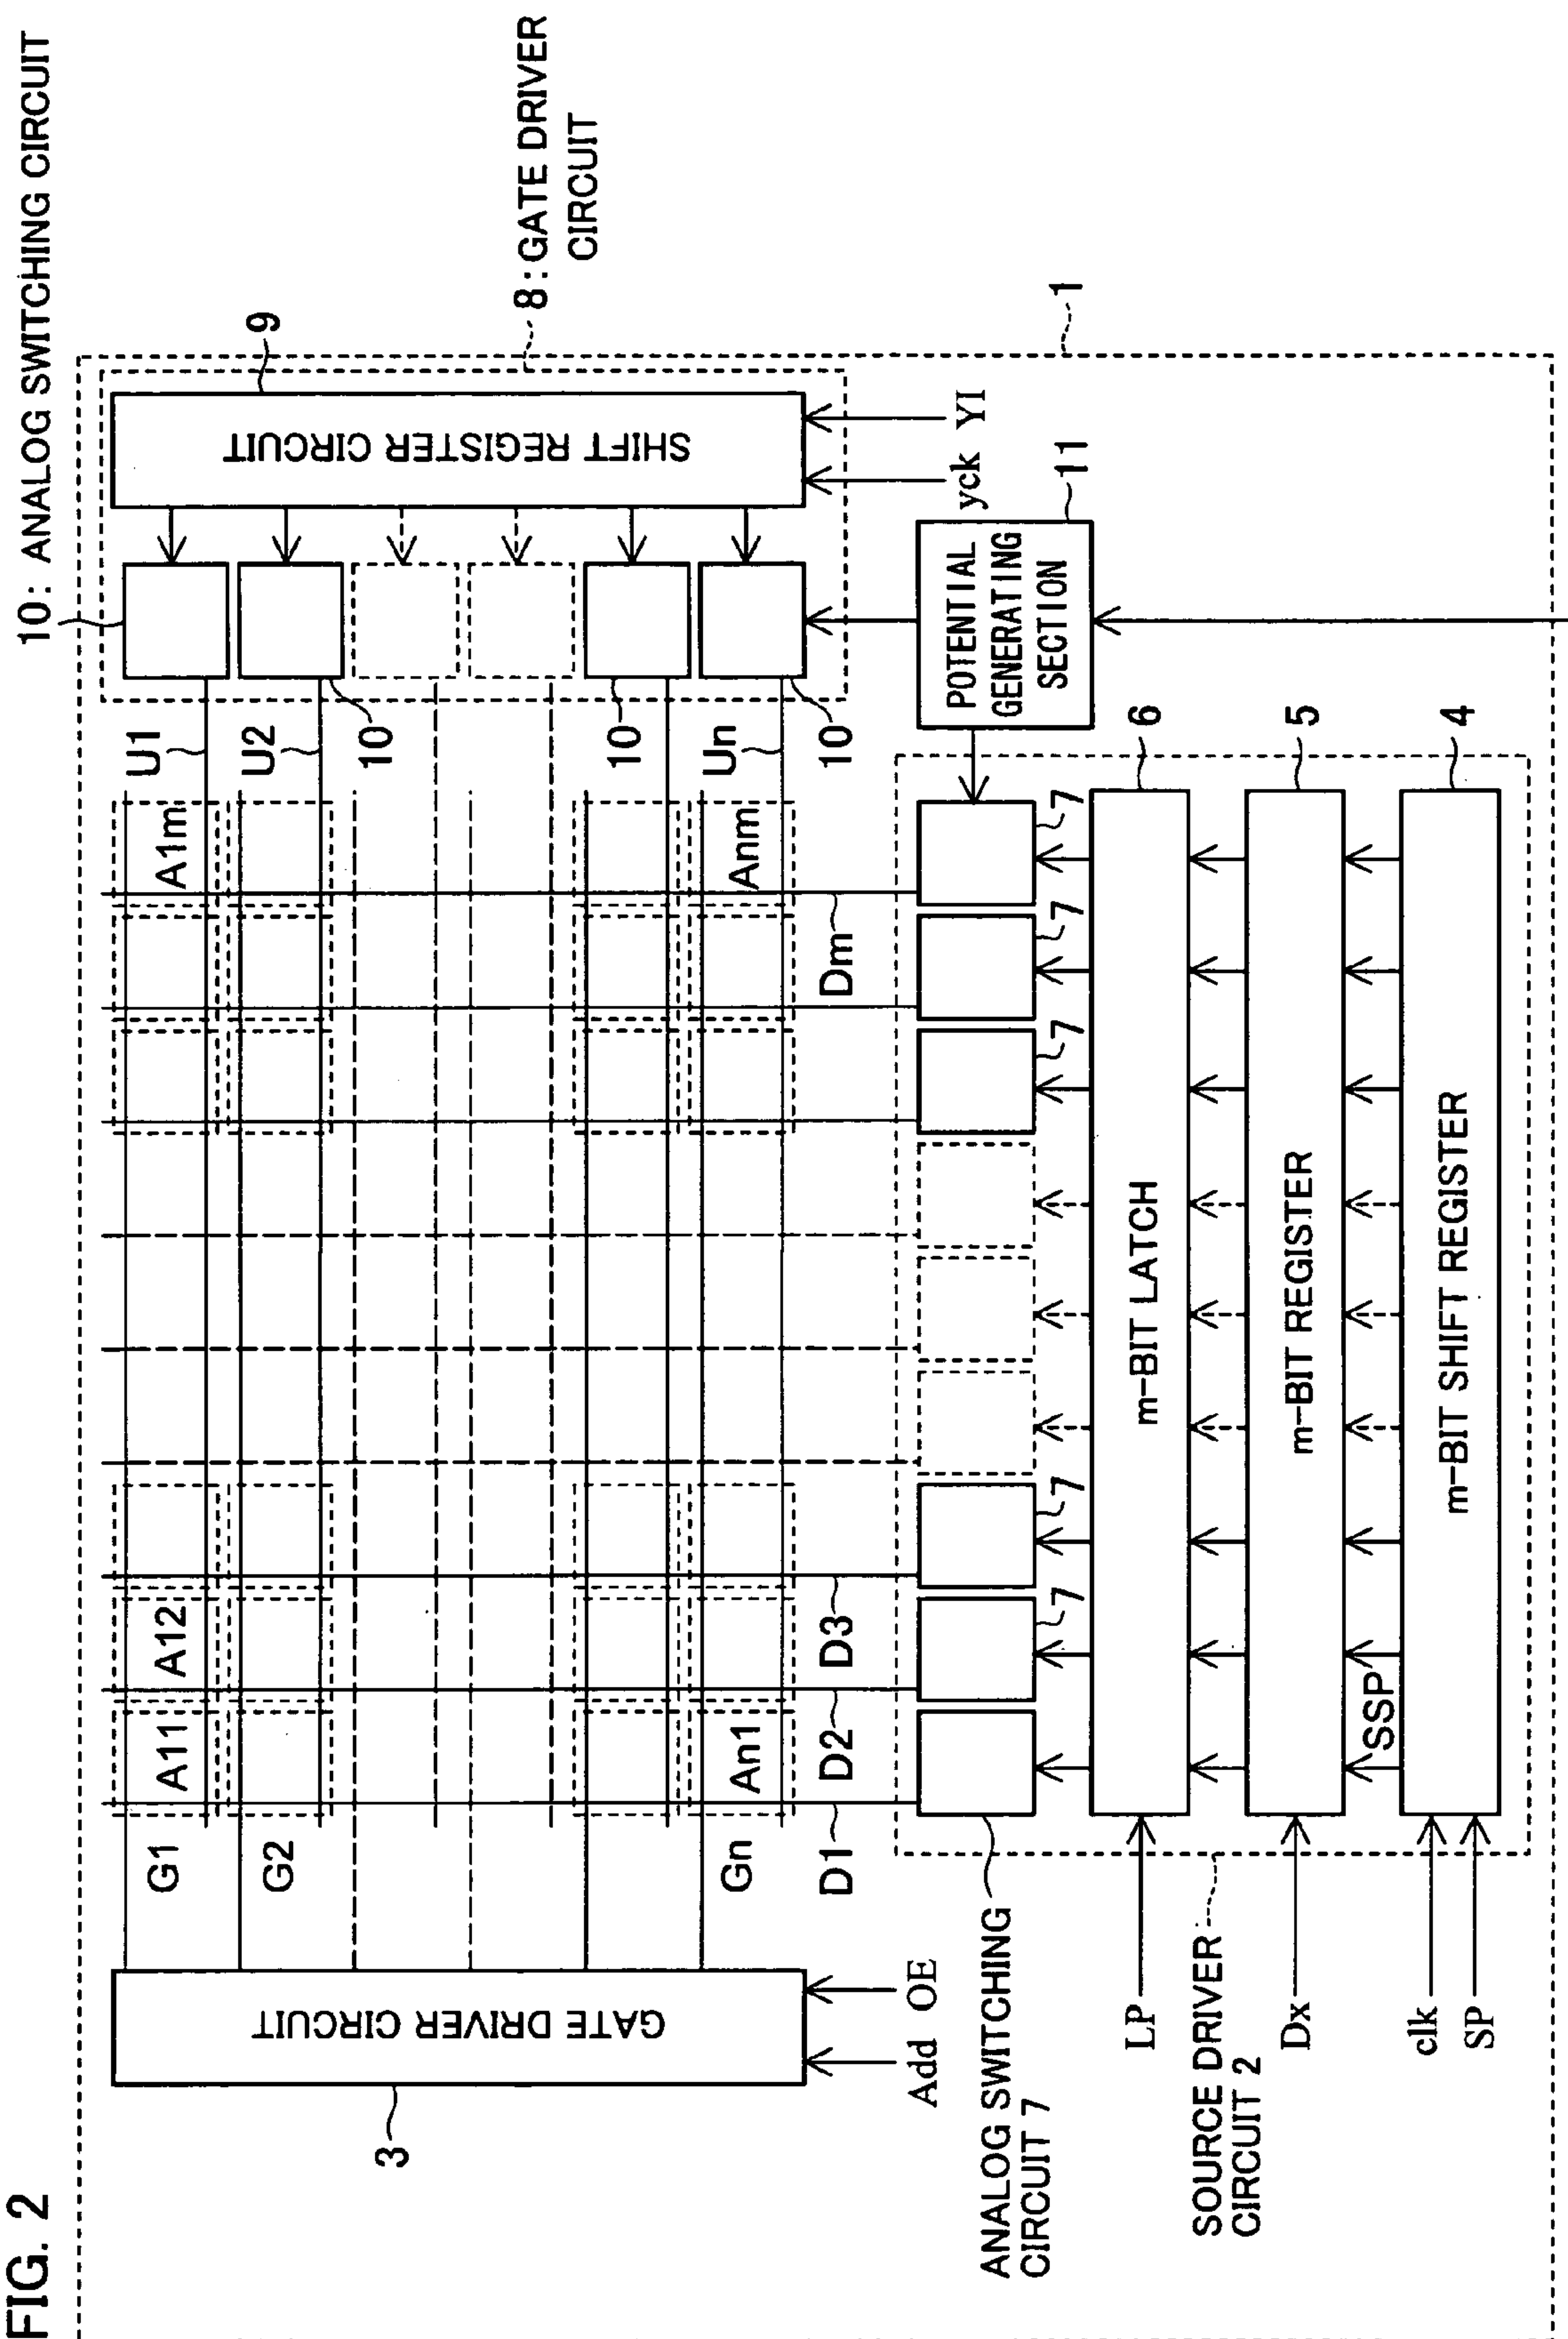 FIG. 2
10: ANALOG SWITCHING CIRCUIT
8:GATE DRIVER
CIRCUIT
9
1
3
GATE DRIVER CIRCUIT
SHIFT REGISTER CIRCUIT
G1
A11
A12
A1m
U1
G2
U2
10
10
Gn
An1
Anm
Un
10
D1
D2
D3
Dm
Add
OE
yck
YI
POTENTIAL
GENERATING
SECTION
11
ANALOG SWITCHING
CIRCUIT 7
7
7
7
7
7
LP
m-BIT LATCH
6
SOURCE DRIVER
CIRCUIT 2
Dx
m-BIT REGISTER
5
SSP
clk
SP
m-BIT SHIFT REGISTER
4